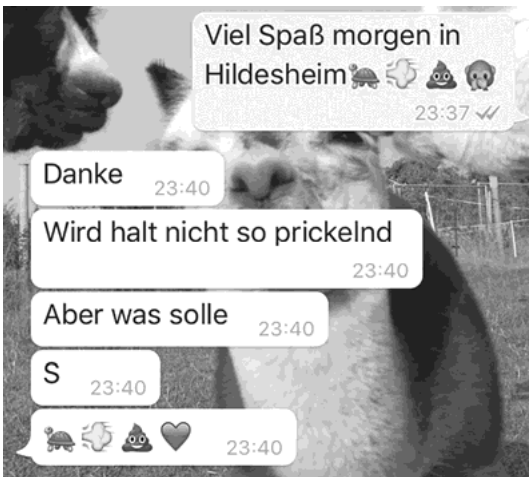 Viel Spaß morgen in
Hildesheim🐢💨💩🙊
23:37
Danke 23:40
Wird halt nicht so prickelnd
23:40
Aber was solle 23:40
S 23:40
🐢💨💩❤️ 23:40